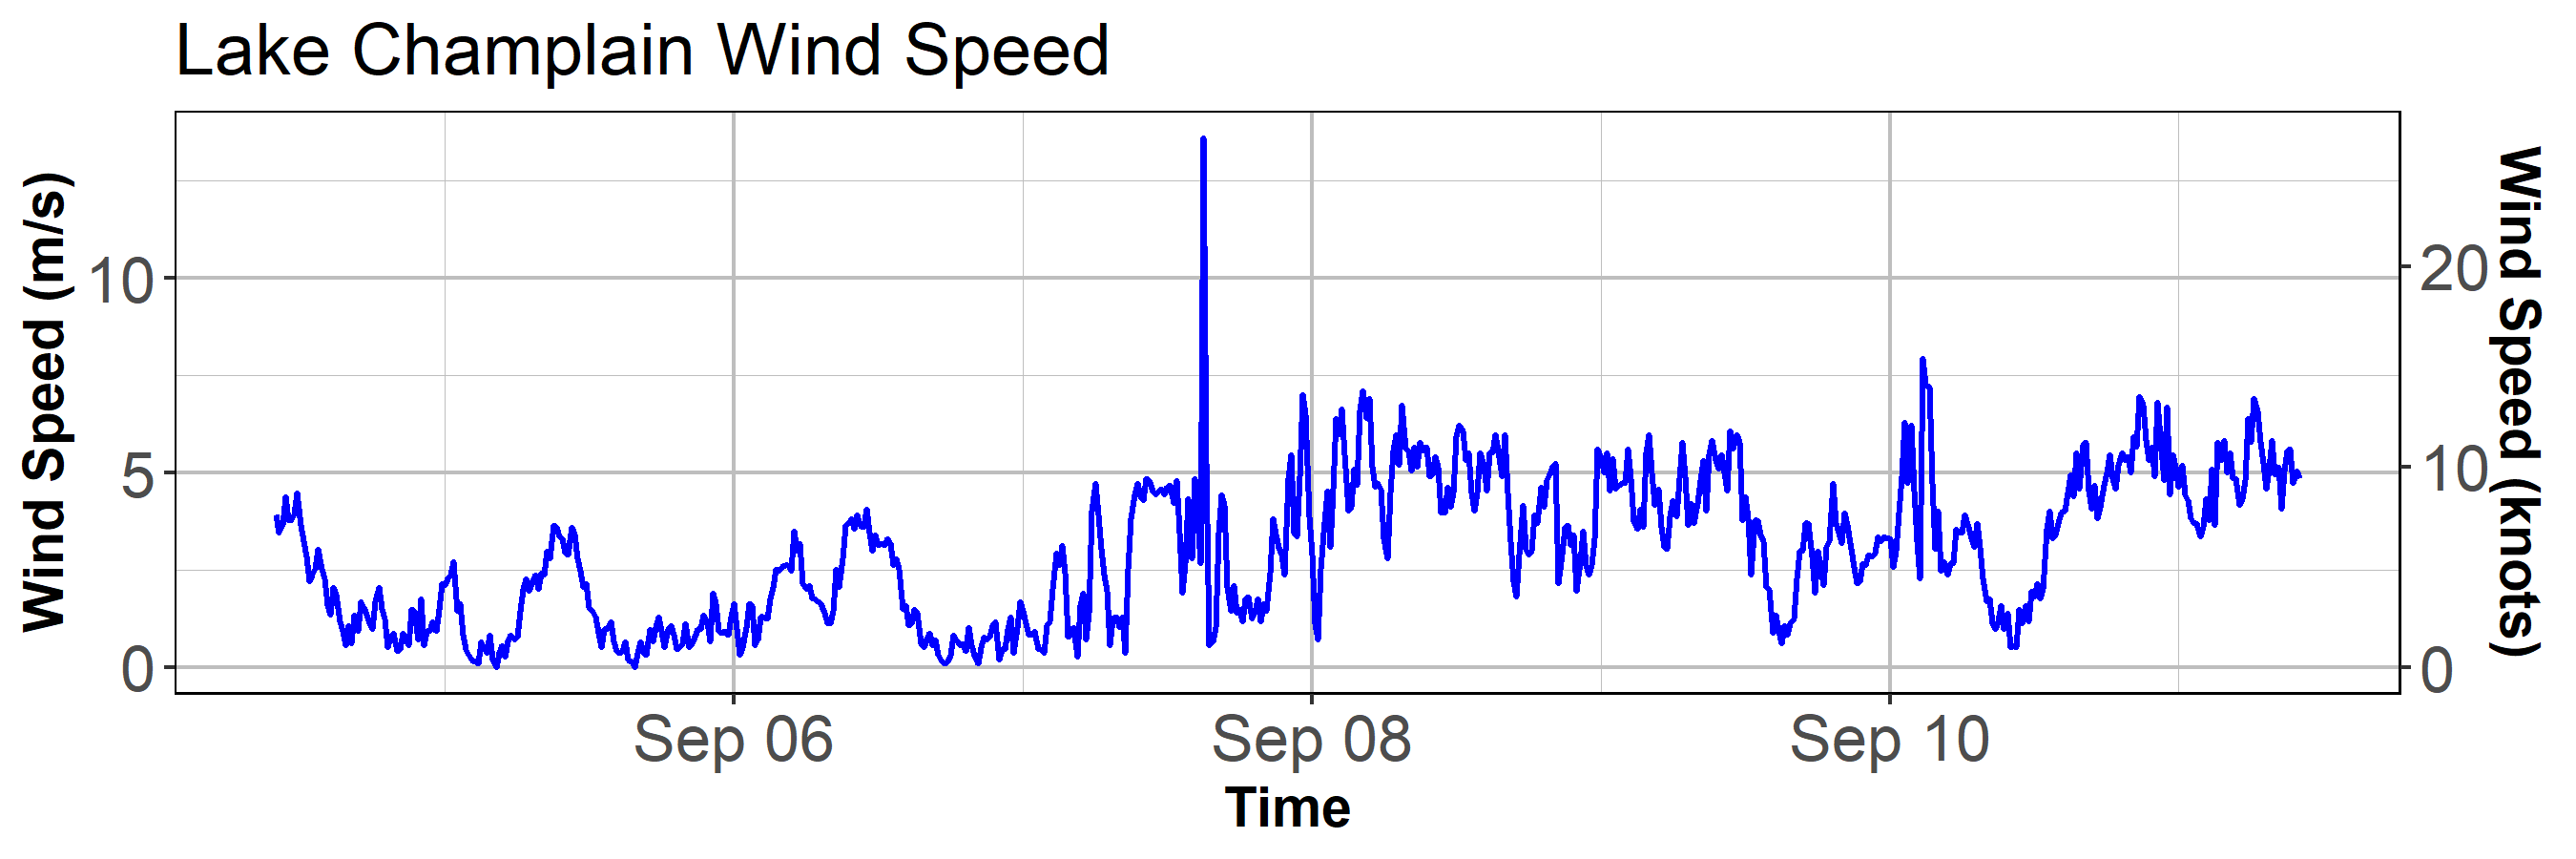 Lake Champlain Wind Speed
Wind Speed (m/s)
10
5
0
20
10
0
Wind Speed (knots)
Sep 06
Sep 08
Sep 10
Time